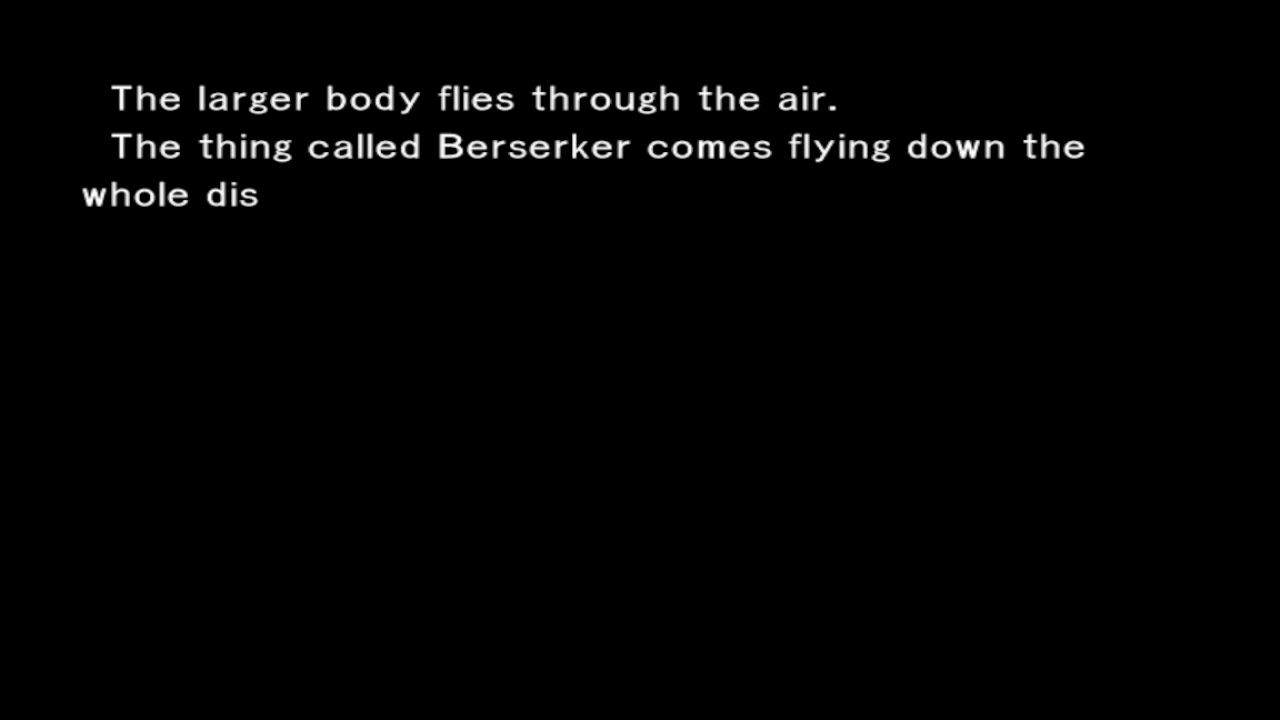 The larger body flies through the air.
The thing called Berserker comes flying down the
whole dis